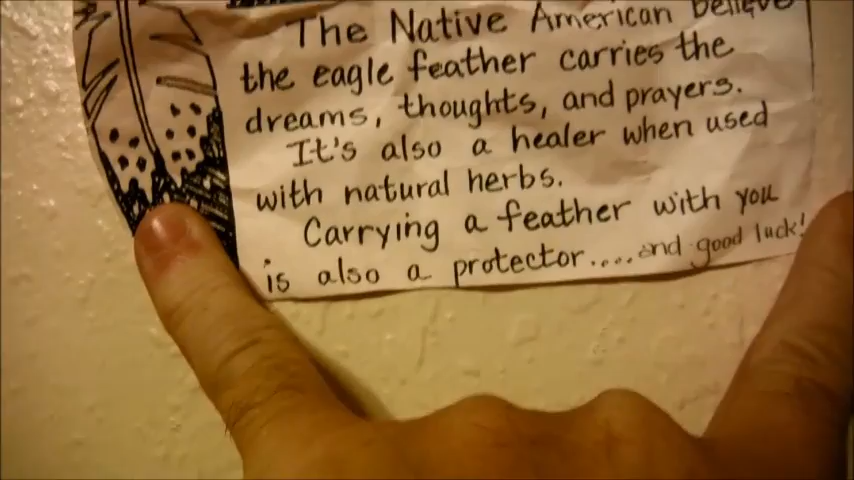 The Native American believe
the eagle feather carries the
dreams, thoughts, and prayers.
It's also a healer when used
with natural herbs.
Carrying a feather with you
is also a protector.....and good luck!